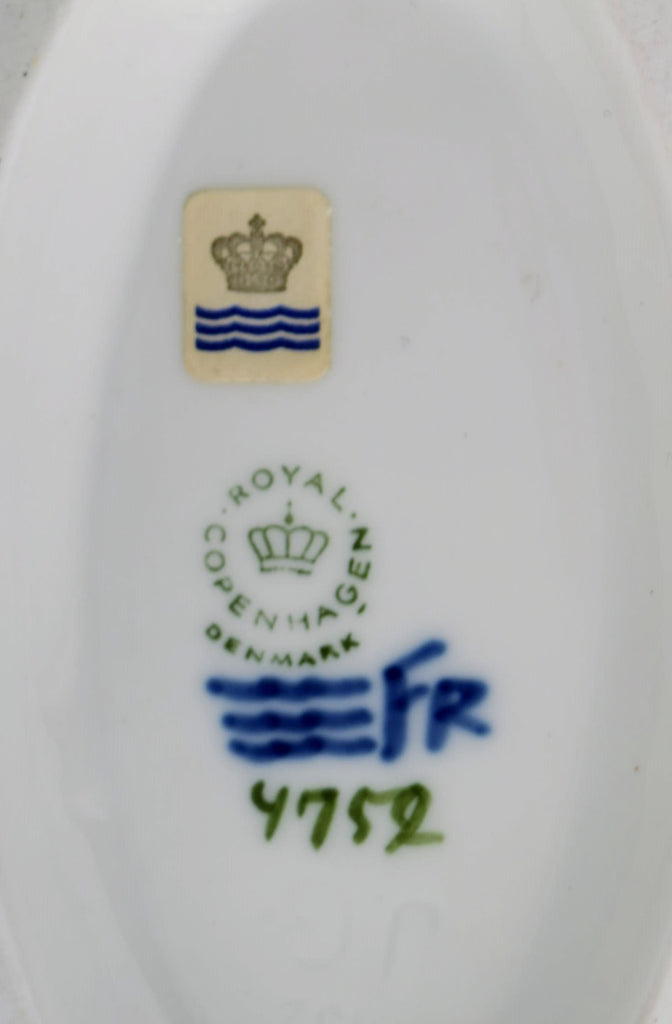 ROYAL
COPENHAGEN
DENMARK
FR
4752